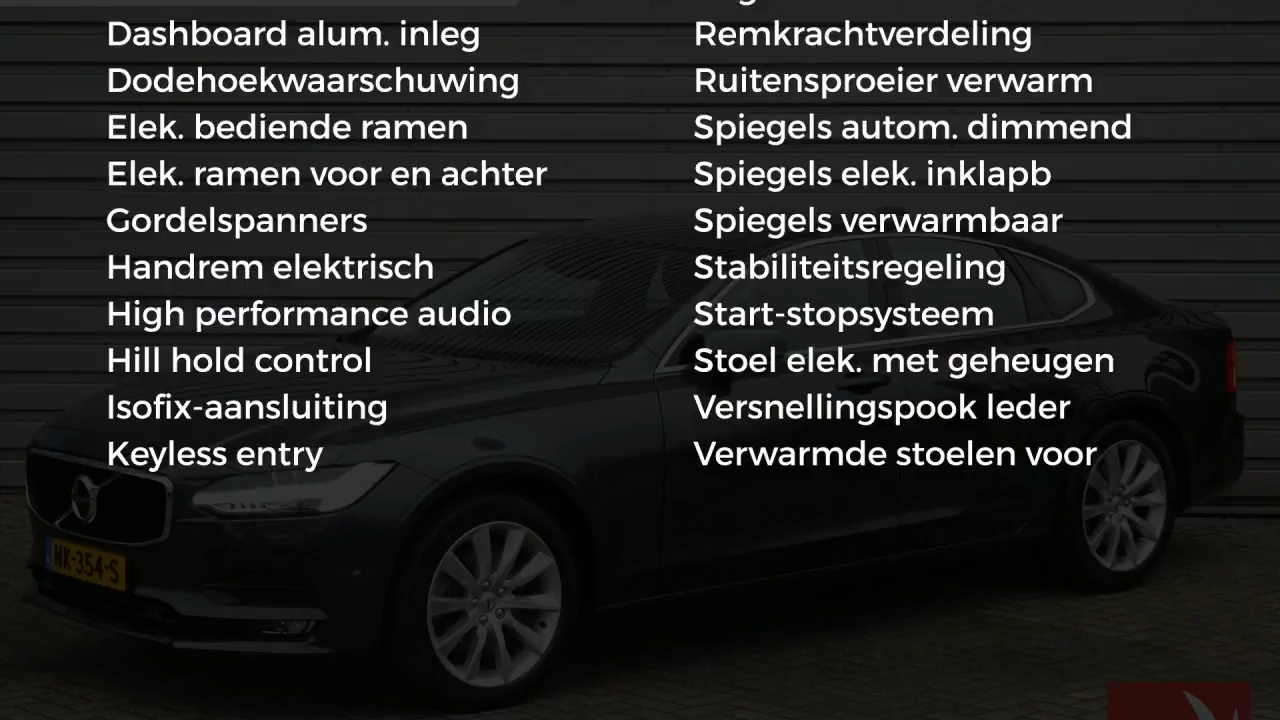 Dashboard alum. inleg
Dodehoekwaarschuwing
Elek. bediende ramen
Elek. ramen voor en achter
Gordelspanners
Handrem elektrisch
High performance audio
Hill hold control
Isofix-aansluiting
Keyless entry
Remkrachtverdeling
Ruitensproeier verwarm
Spiegels autom. dimmend
Spiegels elek. inklapb
Spiegels verwarmbaar
Stabiliteitsregeling
Start-stopsysteem
Stoel elek. met geheugen
Versnellingspook leder
Verwarmde stoelen voor
NK-354-S